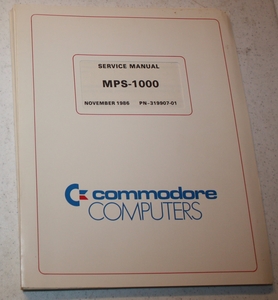 SERVICE MANUAL
MPS-1000
NOVEMBER 1986 PN-319907-01
commodore
COMPUTERS